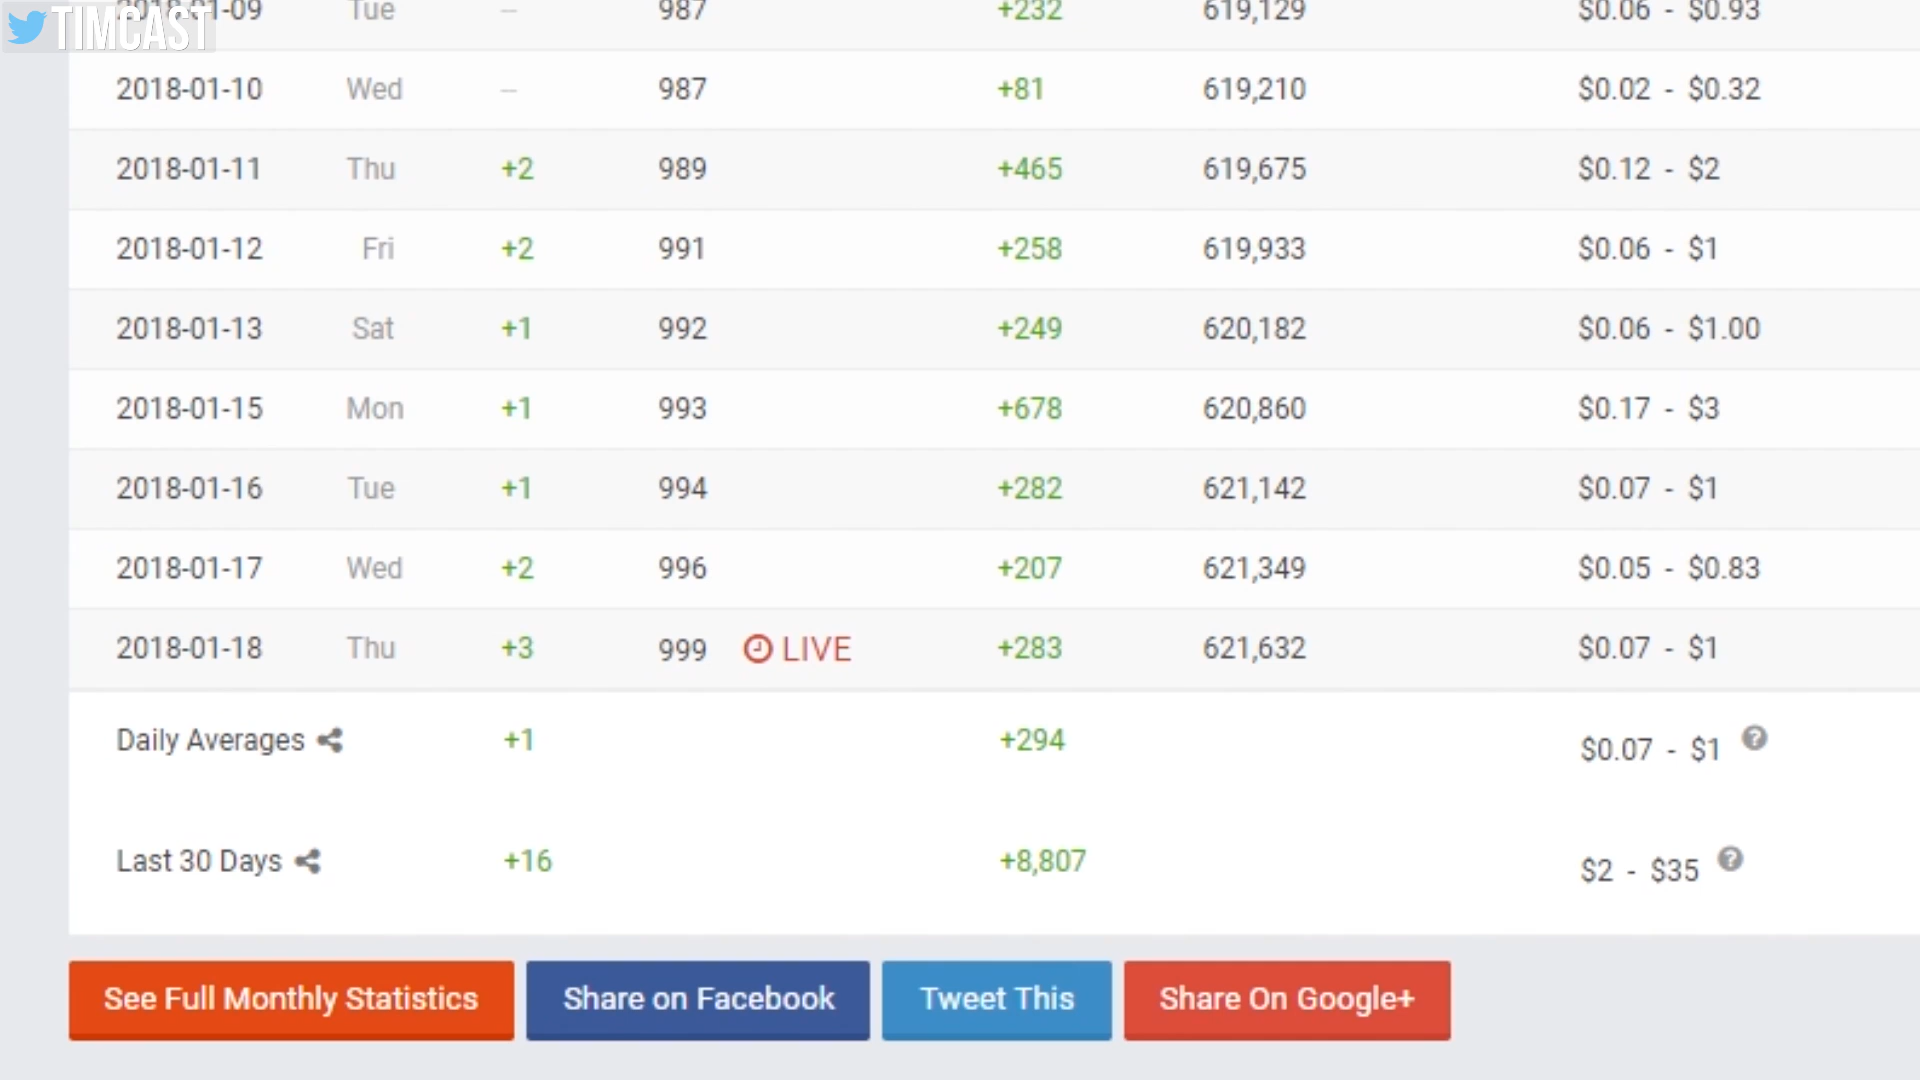 TIMCAST
2018-01-09 Tue -- 987 +232 619,129 $0.06 - $0.93
2018-01-10 Wed -- 987 +81 619,210 $0.02 - $0.32
2018-01-11 Thu +2 989 +465 619,675 $0.12 - $2
2018-01-12 Fri +2 991 +258 619,933 $0.06 - $1
2018-01-13 Sat +1 992 +249 620,182 $0.06 - $1.00
2018-01-15 Mon +1 993 +678 620,860 $0.17 - $3
2018-01-16 Tue +1 994 +282 621,142 $0.07 - $1
2018-01-17 Wed +2 996 +207 621,349 $0.05 - $0.83
2018-01-18 Thu +3 999 LIVE +283 621,632 $0.07 - $1
Daily Averages +1 +294 $0.07 - $1 ?
Last 30 Days +16 +8,807 $2 - $35 ?
See Full Monthly Statistics Share on Facebook Tweet This Share On Google+